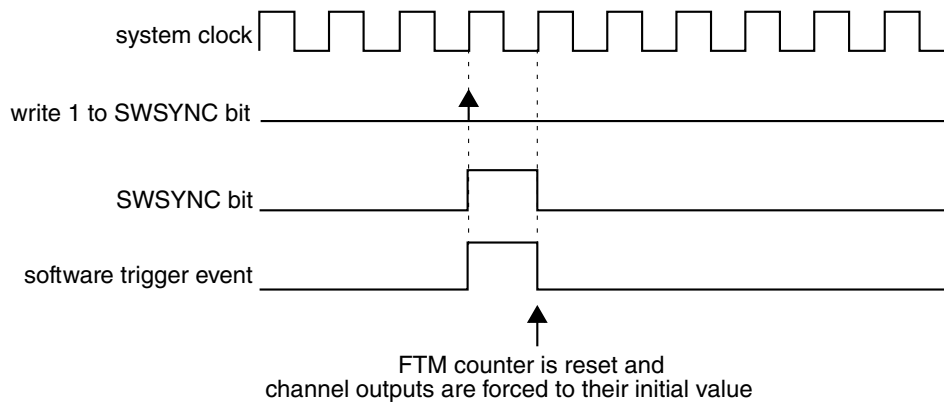 system clock
write 1 to SWSYNC bit
SWSYNC bit
software trigger event
FTM counter is reset and
channel outputs are forced to their initial value